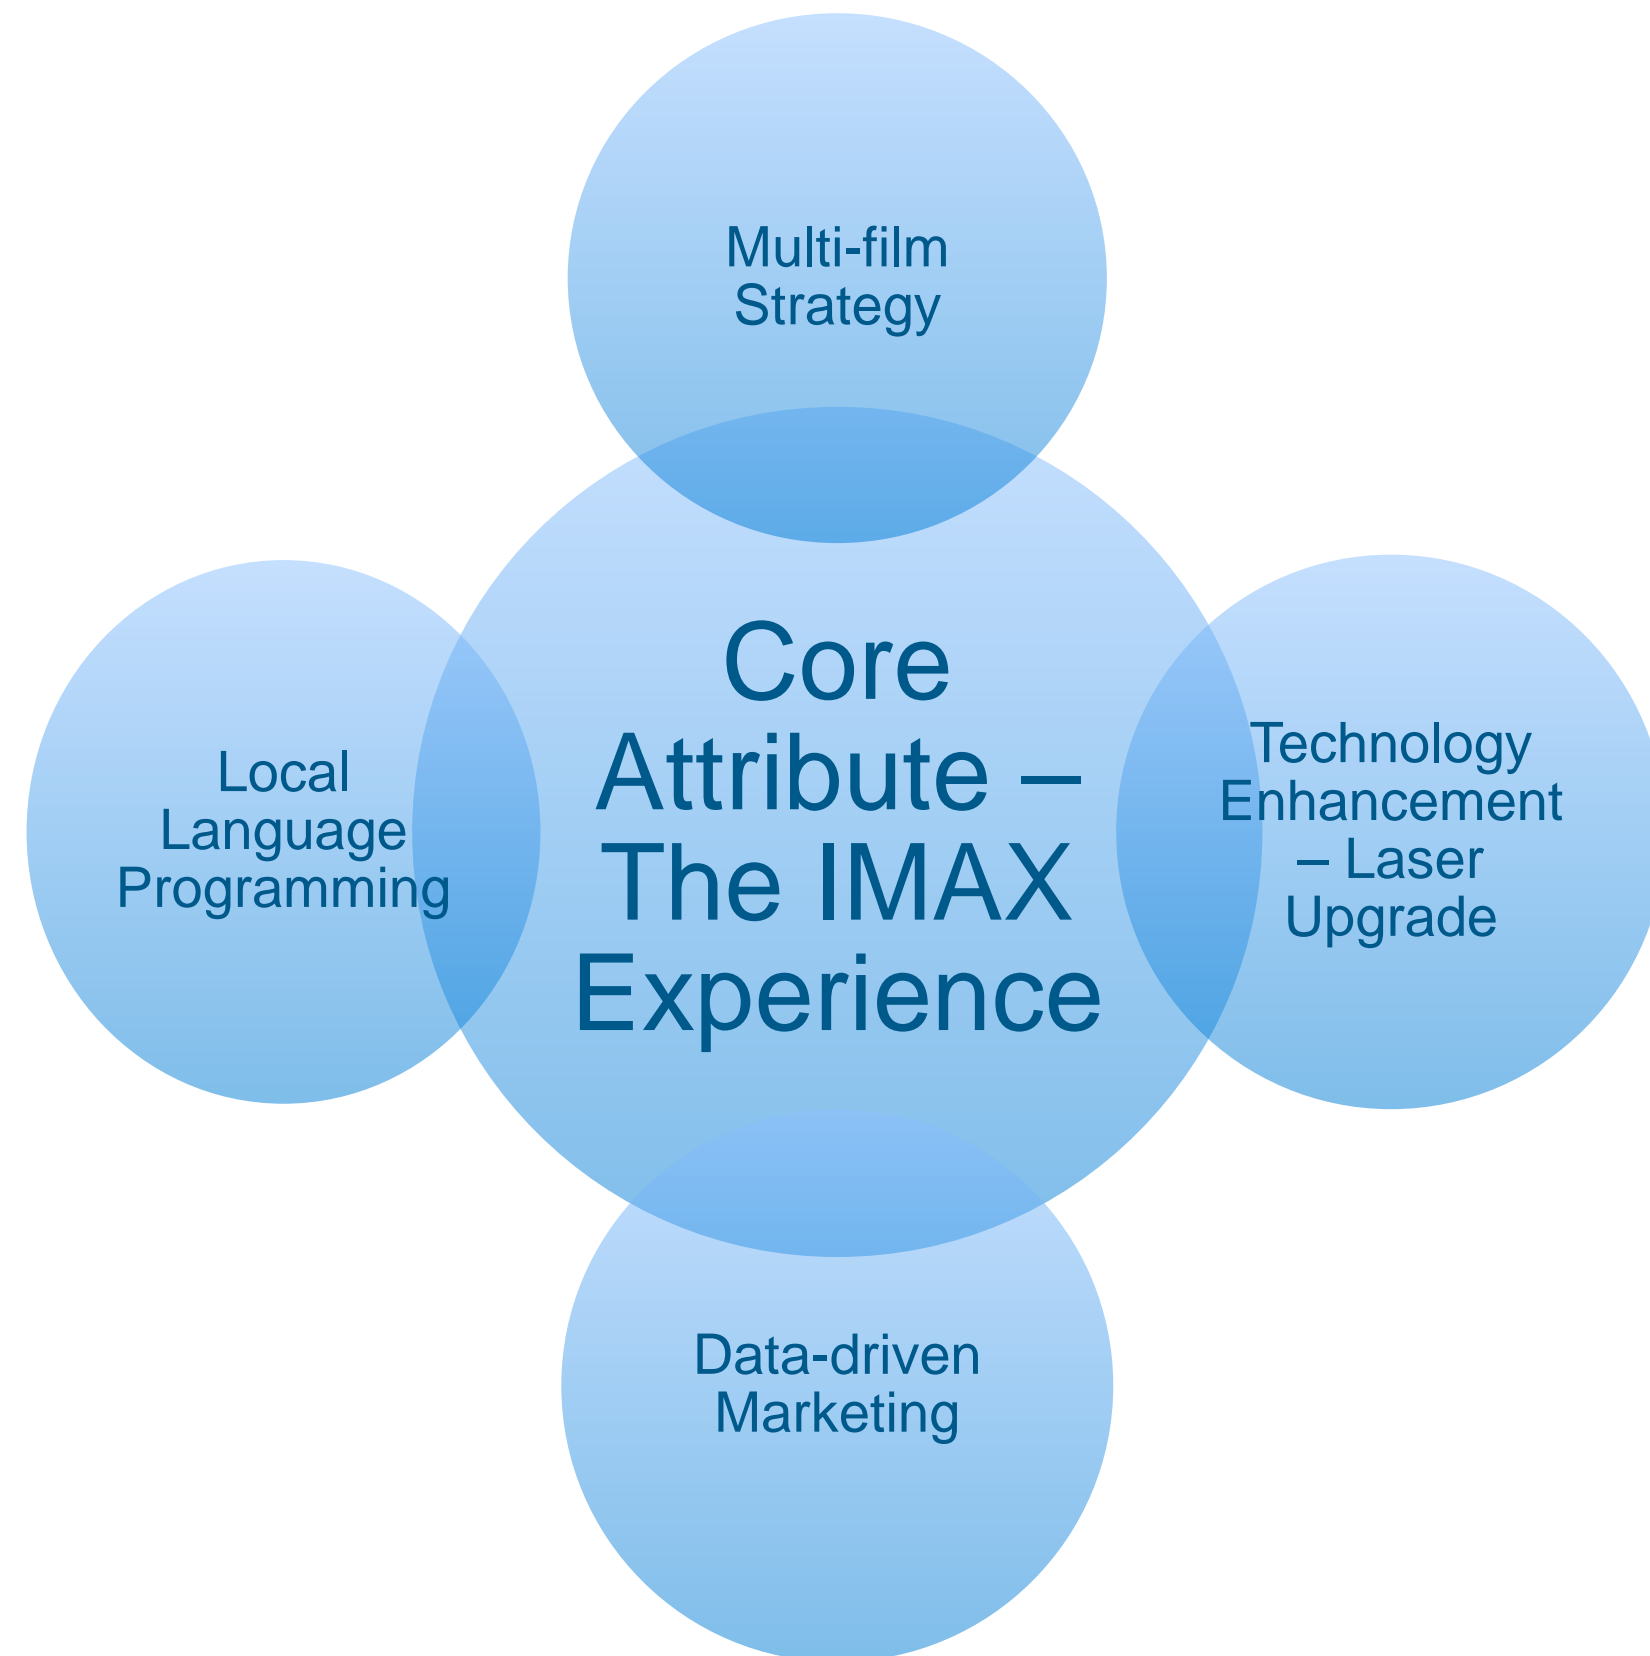 Multi-film
Strategy
Core
Attribute –
The IMAX
Experience
Local
Language
Programming
Technology
Enhancement
– Laser
Upgrade
Data-driven
Marketing